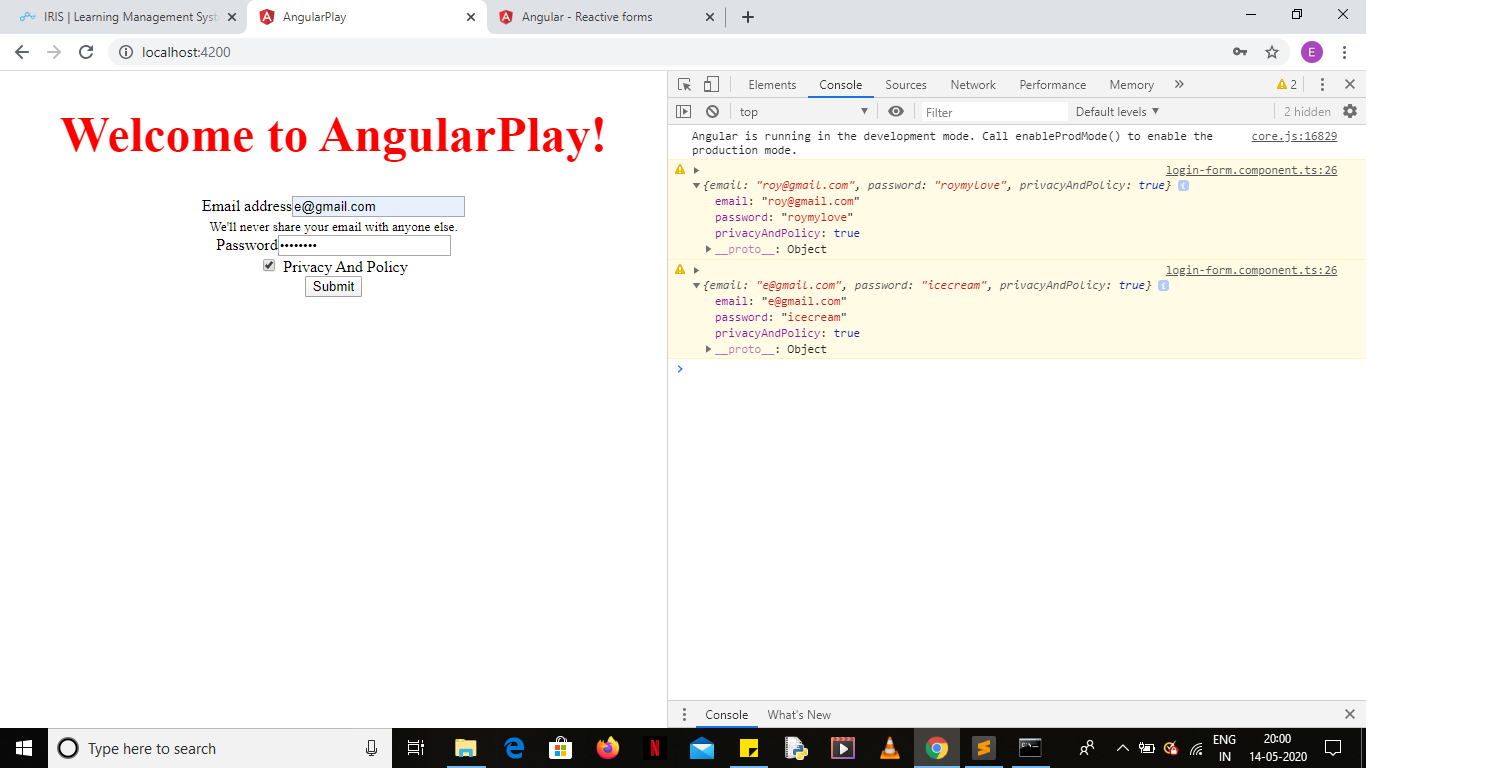 IRIS | Learning Management Syst
AngularPlay
Angular - Reactive forms
localhost:4200
E
Welcome to AngularPlay!
Email address e@gmail.com
We'll never share your email with anyone else.
Password ••••••••
Privacy And Policy
Submit
Elements Console Sources Network Performance Memory » 2
top Filter Default levels 2 hidden
Angular is running in the development mode. Call enableProdMode() to enable the core.js:16829
production mode.
login-form.component.ts:26
{email: "roy@gmail.com", password: "roymylove", privacyAndPolicy: true}
email: "roy@gmail.com"
password: "roymylove"
privacyAndPolicy: true
__proto__: Object
login-form.component.ts:26
{email: "e@gmail.com", password: "icecream", privacyAndPolicy: true}
email: "e@gmail.com"
password: "icecream"
privacyAndPolicy: true
__proto__: Object
Console What's New
Type here to search
ENG
IN
20:00
14-05-2020